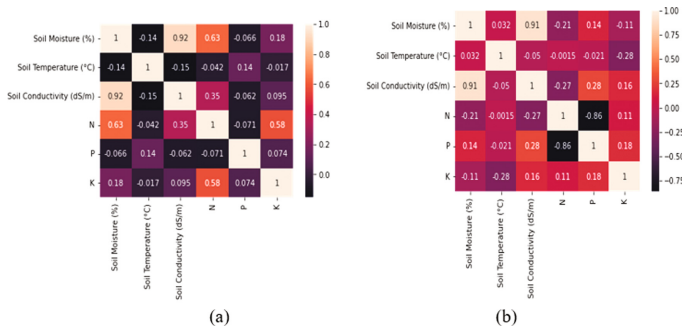 Soil Moisture (%) 1 -0.14 0.92 0.63 -0.066 0.18
Soil Temperature (°C) -0.14 1 -0.15 -0.042 0.14 -0.017
Soil Conductivity (dS/m) 0.92 -0.15 1 0.35 -0.062 0.095
N 0.63 -0.042 0.35 1 -0.071 0.58
P -0.066 0.14 -0.062 -0.071 1 0.074
K 0.18 -0.017 0.095 0.58 0.074 1
Soil Moisture (%)
Soil Temperature (°C)
Soil Conductivity (dS/m)
N
P
K
1.0
0.8
0.6
0.4
0.2
0.0
(a)
Soil Moisture (%) 1 0.032 0.91 -0.21 0.14 -0.11
Soil Temperature (°C) 0.032 1 -0.05 -0.0015 -0.021 -0.28
Soil Conductivity (dS/m) 0.91 -0.05 1 -0.27 0.28 0.16
N -0.21 -0.0015 -0.27 1 -0.86 0.11
P 0.14 -0.021 0.28 -0.86 1 0.18
K -0.11 -0.28 0.16 0.11 0.18 1
Soil Moisture (%)
Soil Temperature (°C)
Soil Conductivity (dS/m)
N
P
K
1.00
0.75
0.50
0.25
0.00
-0.25
-0.50
-0.75
(b)